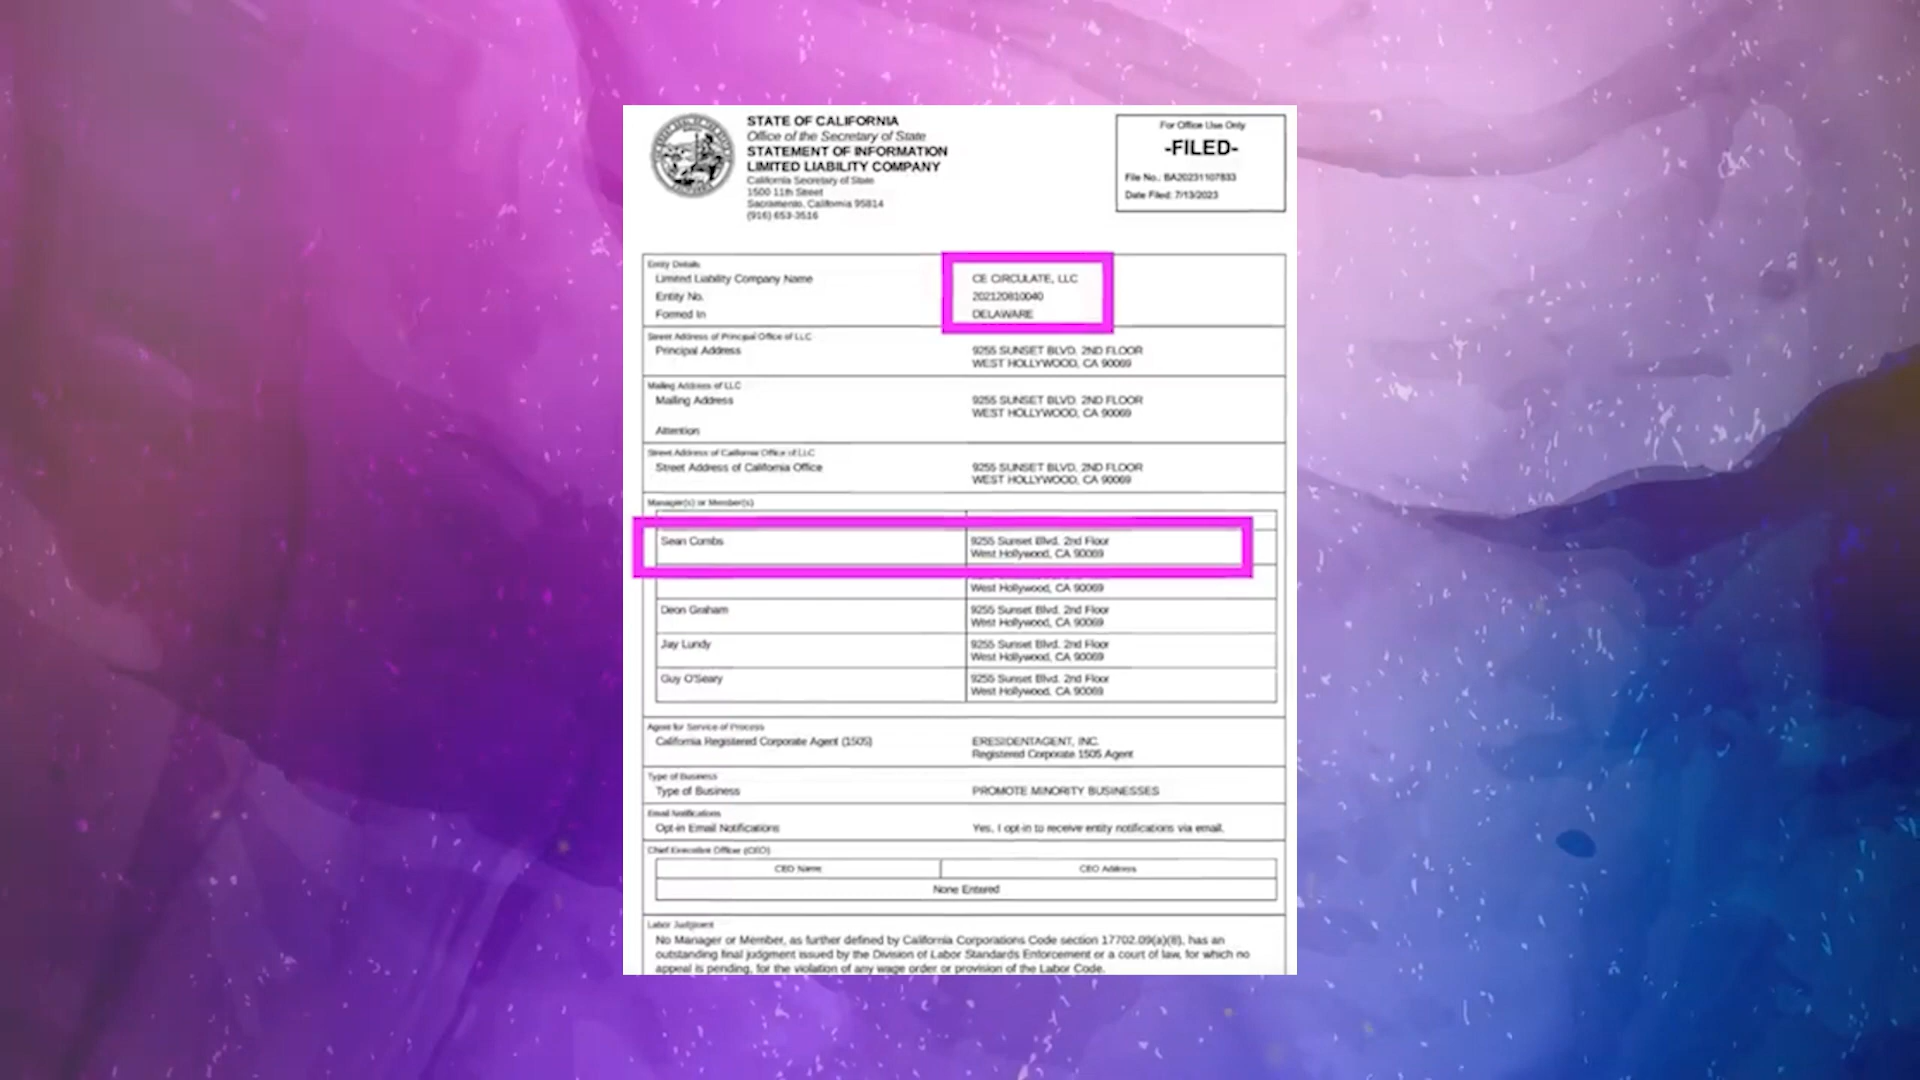 STATE OF CALIFORNIA
Office of the Secretary of State
STATEMENT OF INFORMATION
LIMITED LIABILITY COMPANY
California Secretary of State
1500 11th Street
Sacramento, California 95814
(916) 653-3516
For Office Use Only
-FILED-
File No.: BA20231107833
Date Filed: 7/13/2023
Entity Details
Limited Liability Company Name CE CIRCULATE, LLC
Entity No. 202120810040
Formed In DELAWARE
Street Address of Principal Office of LLC
Principal Address 9255 SUNSET BLVD. 2ND FLOOR
WEST HOLLYWOOD, CA 90069
Mailing Address of LLC
Mailing Address 9255 SUNSET BLVD. 2ND FLOOR
WEST HOLLYWOOD, CA 90069
Attention
Street Address of California Office of LLC
Street Address of California Office 9255 SUNSET BLVD. 2ND FLOOR
WEST HOLLYWOOD, CA 90069
Manager(s) or Member(s)
Sean Combs 9255 Sunset Blvd. 2nd Floor
West Hollywood, CA 90069
West Hollywood, CA 90069
Deon Graham 9255 Sunset Blvd. 2nd Floor
West Hollywood, CA 90069
Jay Lundy 9255 Sunset Blvd. 2nd Floor
West Hollywood, CA 90069
Guy O'Seary 9255 Sunset Blvd. 2nd Floor
West Hollywood, CA 90069
Agent for Service of Process
California Registered Corporate Agent (1505) ERESIDENTAGENT, INC.
Registered Corporate 1505 Agent
Type of Business
Type of Business PROMOTE MINORITY BUSINESSES
Email Notifications
Opt-in Email Notifications Yes, I opt-in to receive entity notifications via email.
Chief Executive Officer (CEO)
CEO Name CEO Address
None Entered
Labor Judgment
No Manager or Member, as further defined by California Corporations Code section 17702.09(a)(8), has an
outstanding final judgment issued by the Division of Labor Standards Enforcement or a court of law, for which no
appeal is pending, for the violation of any wage order or provision of the Labor Code.